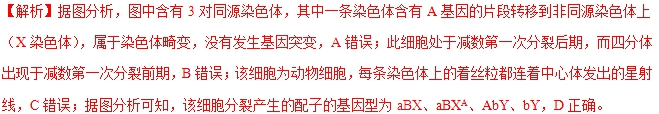 【解析】据图分析，图中含有 3 对同源染色体，其中一条染色体含有 A 基因的片段转移到非同源染色体上
（X 染色体），属于染色体畸变，没有发生基因突变，A 错误；此细胞处于减数第一次分裂后期，而四分体
出现于减数第一次分裂前期，B 错误；该细胞为动物细胞，每条染色体上的着丝粒都连着中心体发出的星射
线，C 错误；据图分析可知，该细胞分裂产生的配子的基因型为 aBX、aBXᴬ、AbY、bY，D 正确。